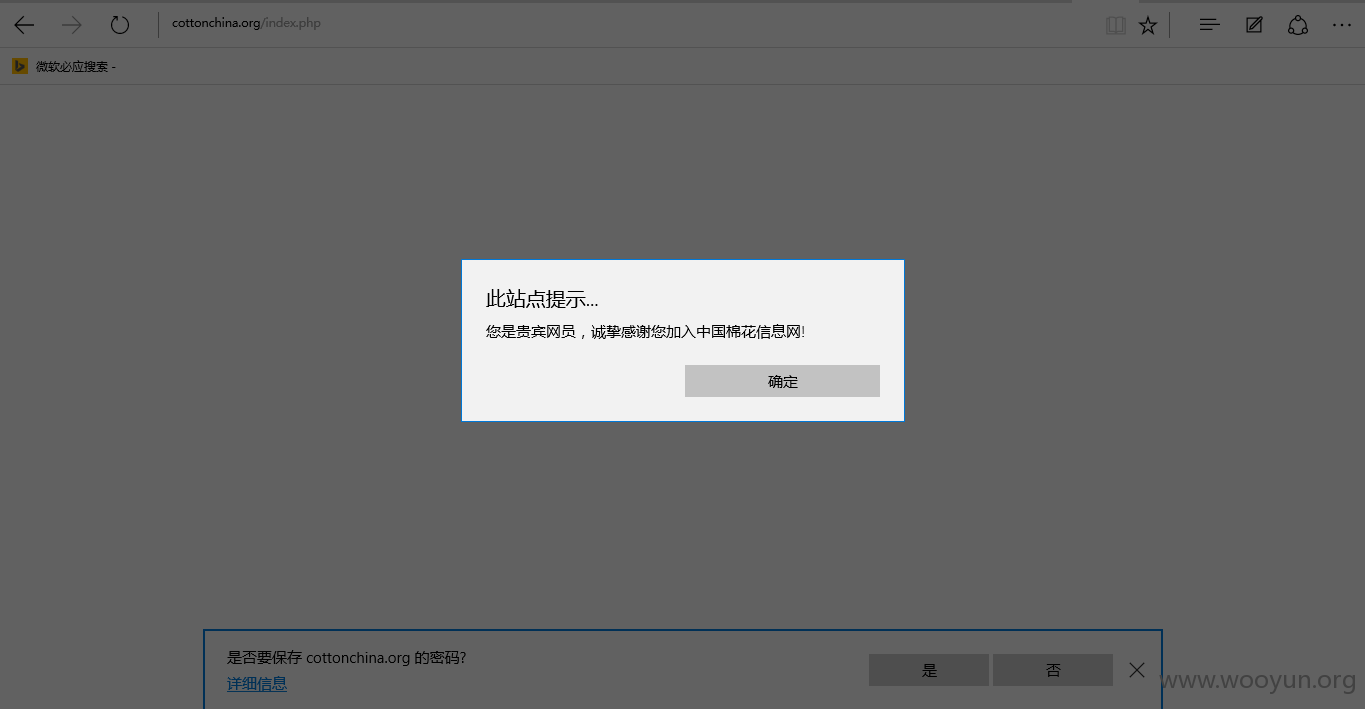 cottonchina.org/index.php
微软必应搜索 -
此站点提示...
您是贵宾网员，诚挚感谢您加入中国棉花信息网!
确定
是否要保存 cottonchina.org 的密码?
详细信息
是
否
www.wooyun.org